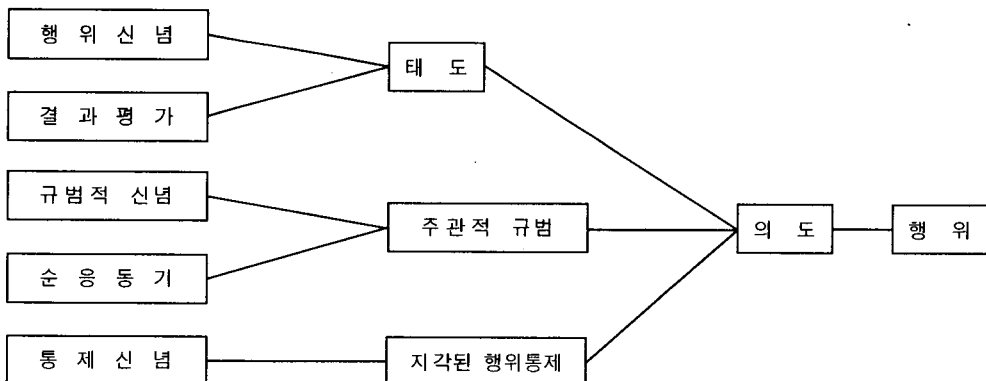 행위신념
태도
결과평가
규범적 신념
주관적 규범
의도
행위
순응동기
통제신념
지각된 행위통제